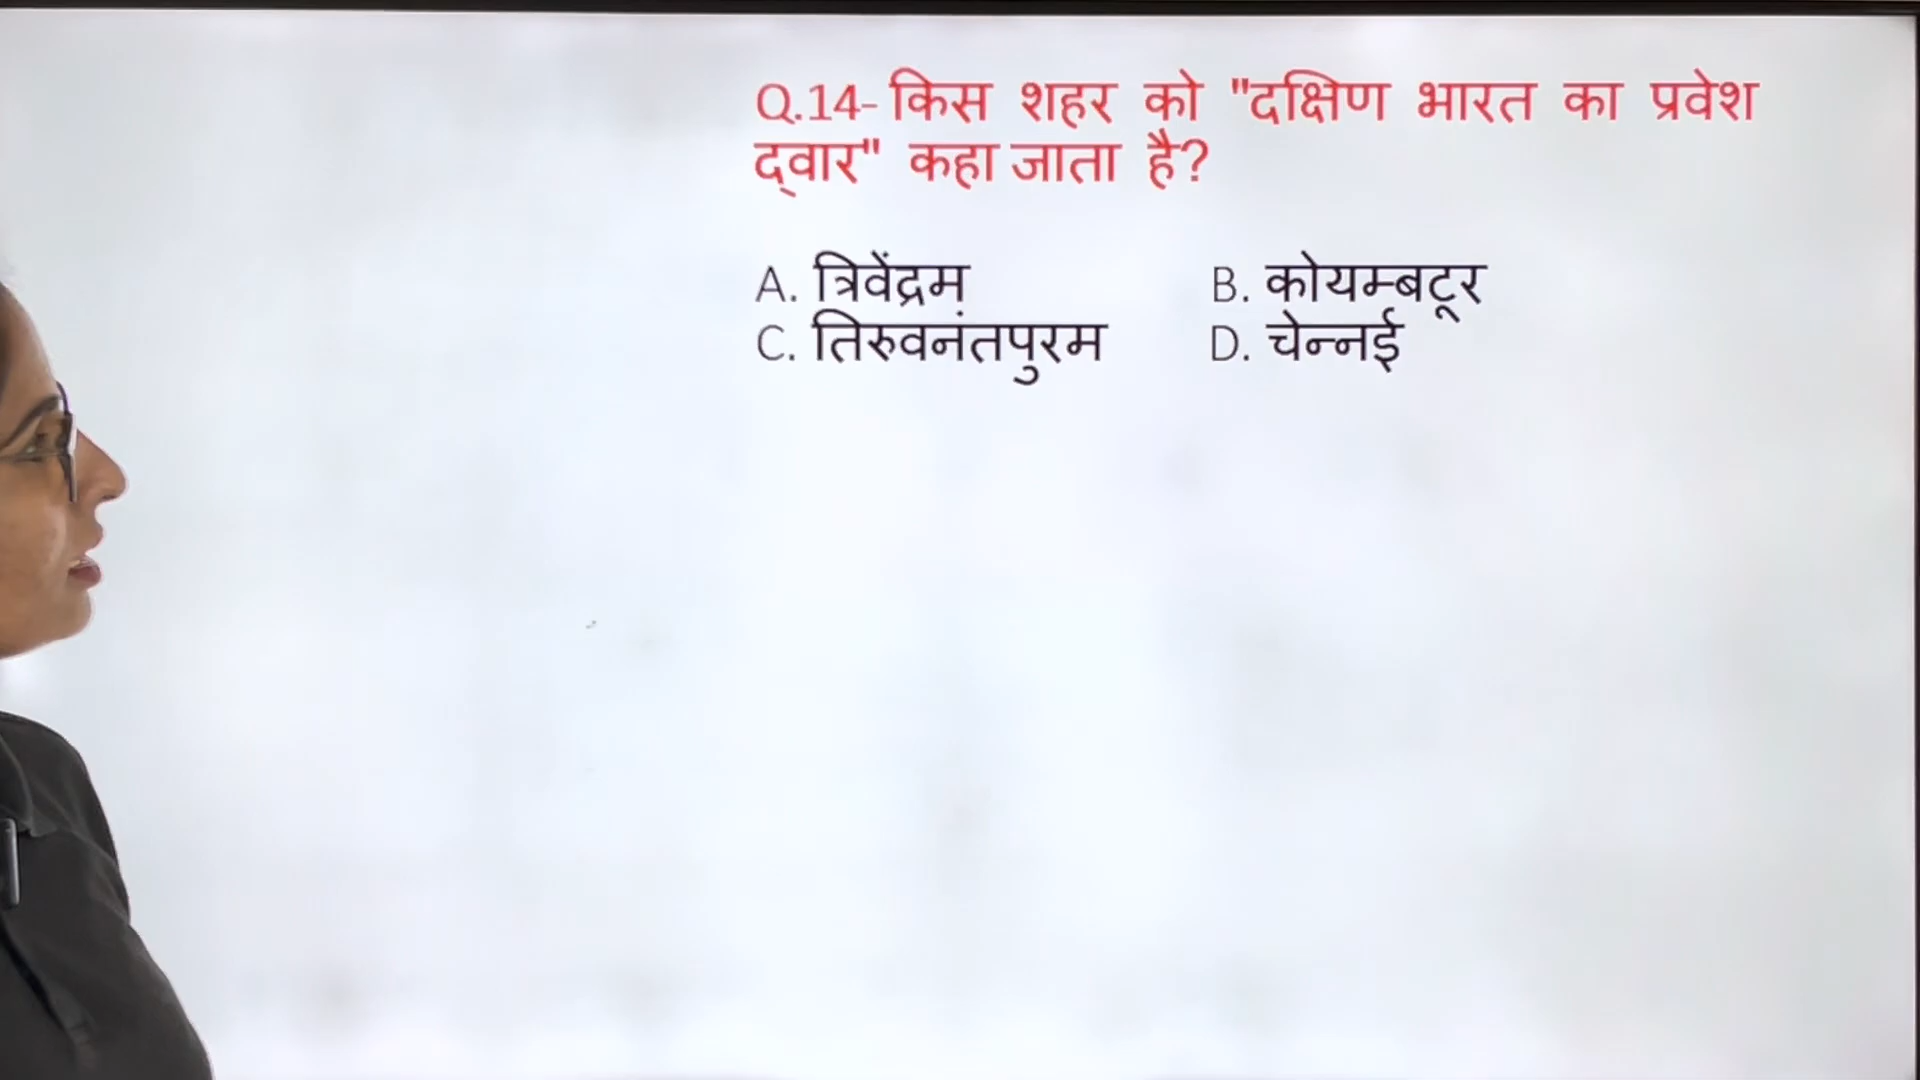 Q.14- किस शहर को "दक्षिण भारत का प्रवेश
द्वार" कहा जाता है?
A. त्रिवेंद्रम B. कोयम्बटूर
C. तिरुवनंतपुरम D. चेन्नई